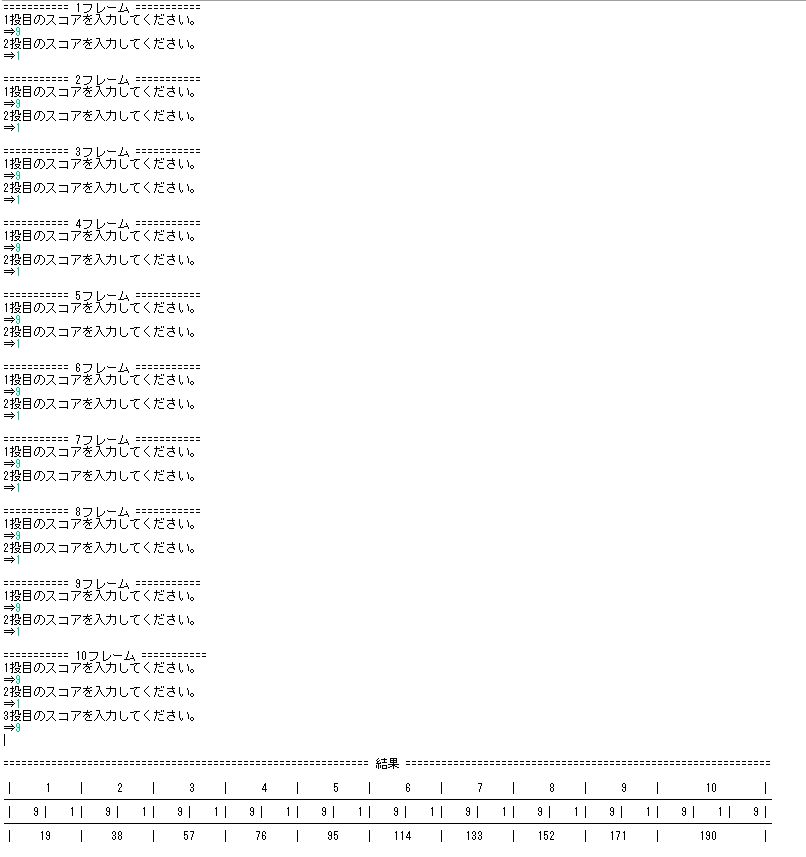 =========== 1フレーム ===========
1投目のスコアを入力してください。
⇒9
2投目のスコアを入力してください。
⇒1
=========== 2フレーム ===========
1投目のスコアを入力してください。
⇒9
2投目のスコアを入力してください。
⇒1
=========== 3フレーム ===========
1投目のスコアを入力してください。
⇒9
2投目のスコアを入力してください。
⇒1
=========== 4フレーム ===========
1投目のスコアを入力してください。
⇒9
2投目のスコアを入力してください。
⇒1
=========== 5フレーム ===========
1投目のスコアを入力してください。
⇒9
2投目のスコアを入力してください。
⇒1
=========== 6フレーム ===========
1投目のスコアを入力してください。
⇒9
2投目のスコアを入力してください。
⇒1
=========== 7フレーム ===========
1投目のスコアを入力してください。
⇒9
2投目のスコアを入力してください。
⇒1
=========== 8フレーム ===========
1投目のスコアを入力してください。
⇒9
2投目のスコアを入力してください。
⇒1
=========== 9フレーム ===========
1投目のスコアを入力してください。
⇒9
2投目のスコアを入力してください。
⇒1
=========== 10フレーム ===========
1投目のスコアを入力してください。
⇒9
2投目のスコアを入力してください。
⇒1
3投目のスコアを入力してください。
⇒9
============================================================= 結果 =============================================================
| 1 | 2 | 3 | 4 | 5 | 6 | 7 | 8 | 9 | 10 |
| 9 | 1 | 9 | 1 | 9 | 1 | 9 | 1 | 9 | 1 | 9 | 1 | 9 | 1 | 9 | 1 | 9 | 1 | 9 | 1 | 9 |
| 19 | 38 | 57 | 76 | 95 | 114 | 133 | 152 | 171 | 190 |